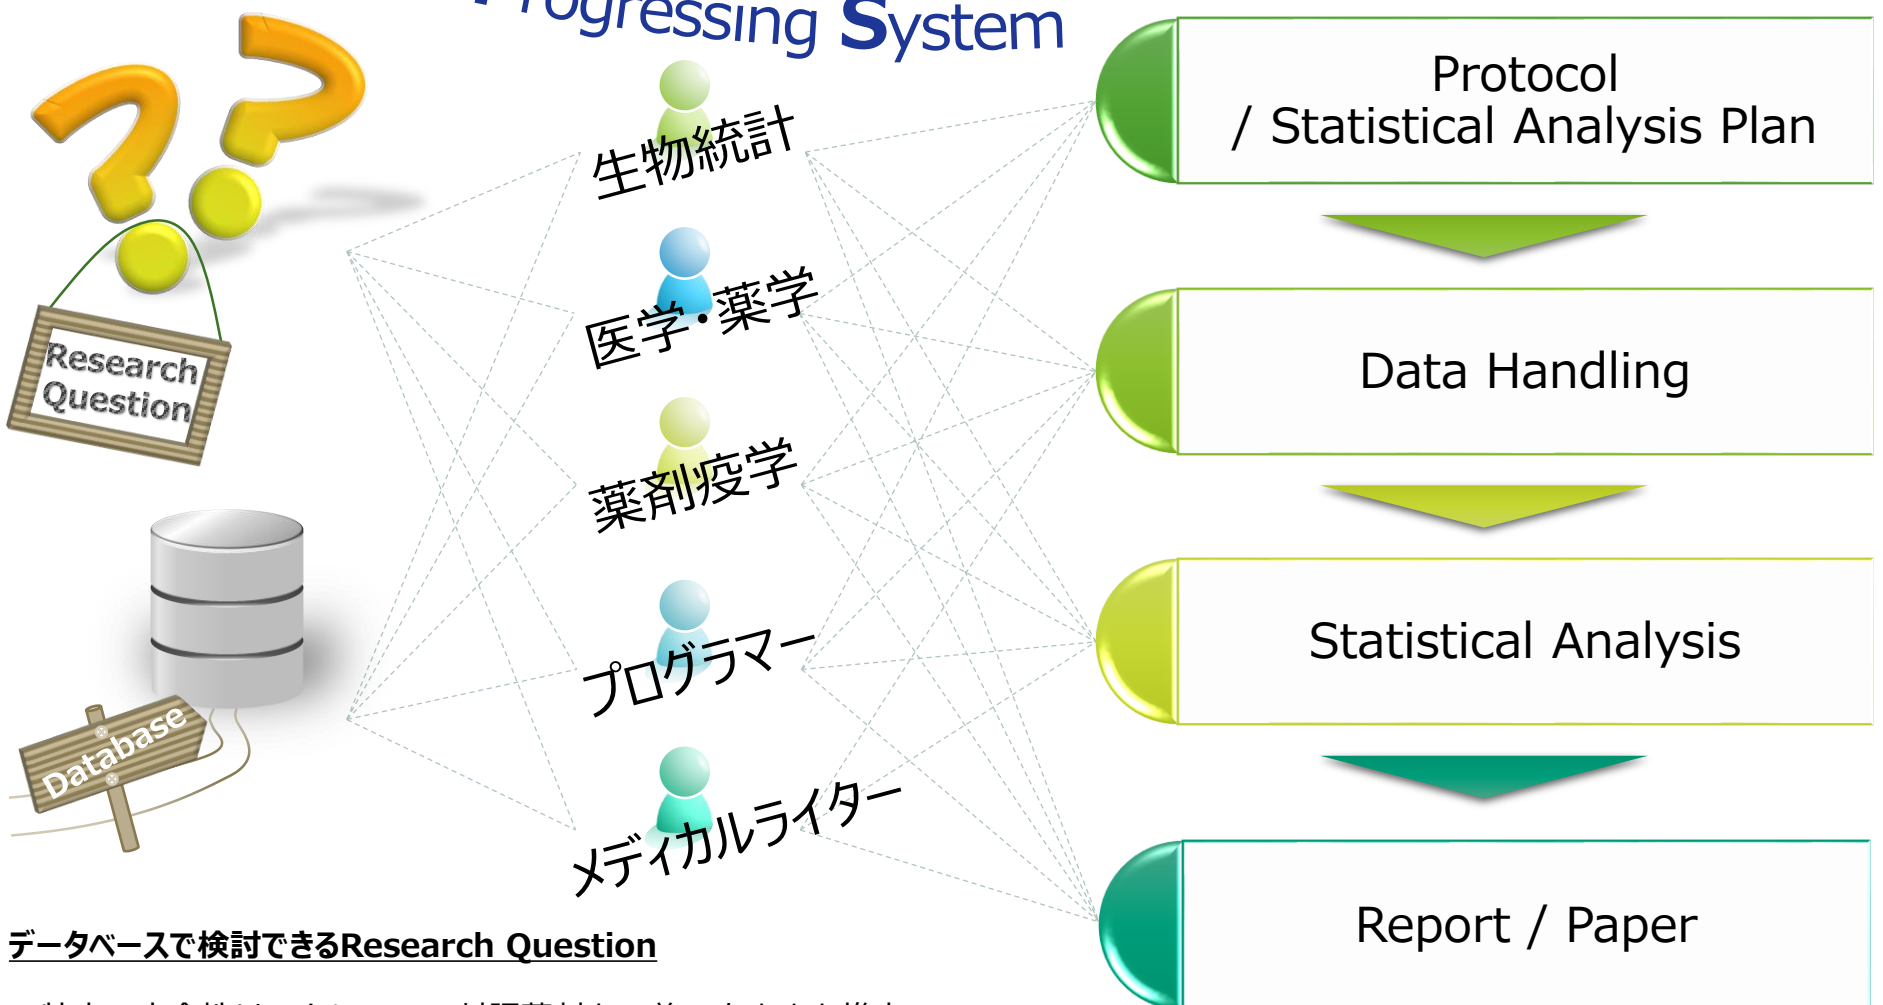 Progressing System
Protocol
/ Statistical Analysis Plan
生物統計
医学・薬学
Research
Question
Data Handling
薬剤疫学
Statistical Analysis
プログラマー
Database
メディカルライター
Report / Paper
データベースで検討できるResearch Question